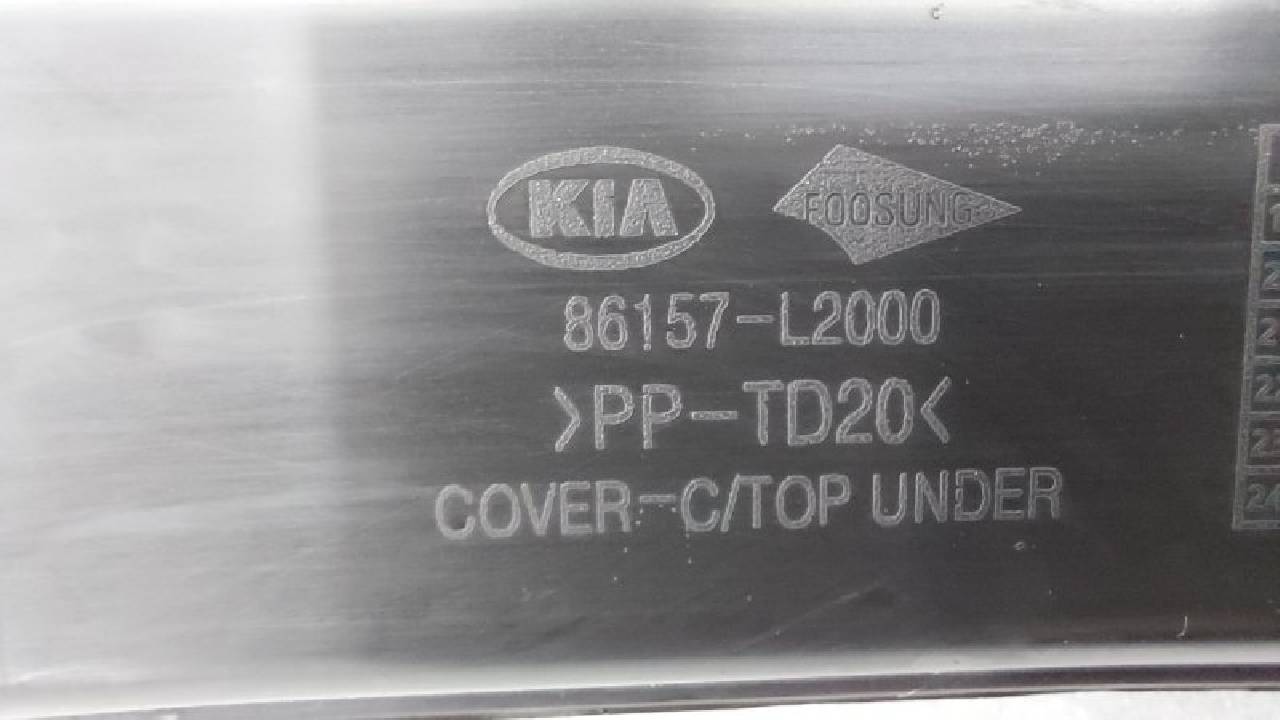 KIA FOOSUNG
86157-L2000
>PP-TD20<
COVER-C/TOP UNDER